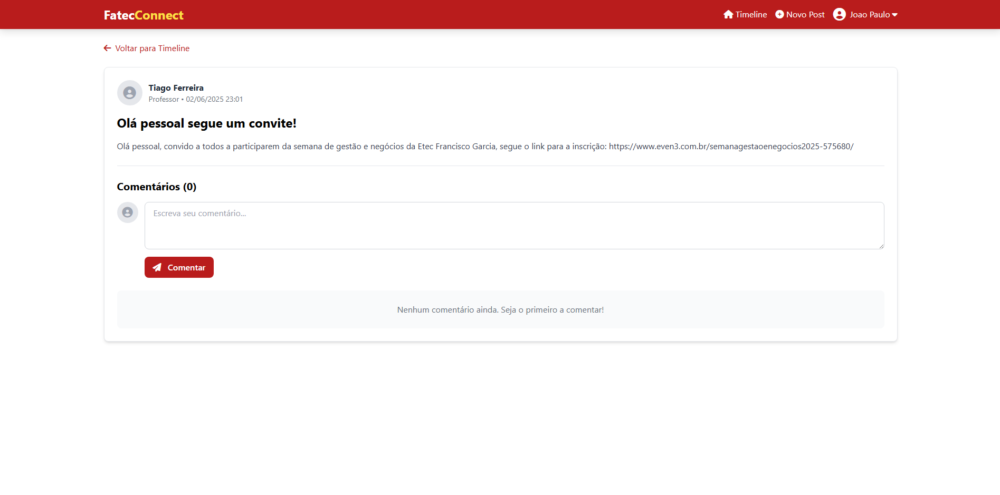 FatecConnect
Timeline
Novo Post
Joao Paulo
Voltar para Timeline
Tiago Ferreira
Professor • 02/06/2025 23:01
Olá pessoal segue um convite!
Olá pessoal, convido a todos a participarem da semana de gestão e negócios da Etec Francisco Garcia, segue o link para a inscrição: https://www.even3.com.br/semanagestaoenegocios2025-575680/
Comentários (0)
Escreva seu comentário...
Comentar
Nenhum comentário ainda. Seja o primeiro a comentar!